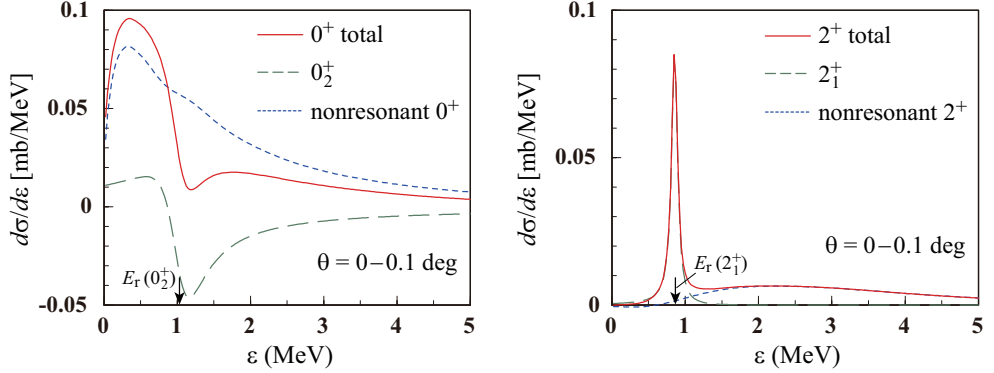 0.1
0.05
0
-0.05
dσ/dε [mb/MeV]
0⁺ total
0₂⁺
nonresonant 0⁺
E_r (0₂⁺)
θ = 0–0.1 deg
0 1 2 3 4 5
ε (MeV)
0.1
0.05
0
dσ/dε [mb/MeV]
2⁺ total
2₁⁺
nonresonant 2⁺
θ = 0–0.1 deg
E_r (2₁⁺)
0 1 2 3 4 5
ε (MeV)